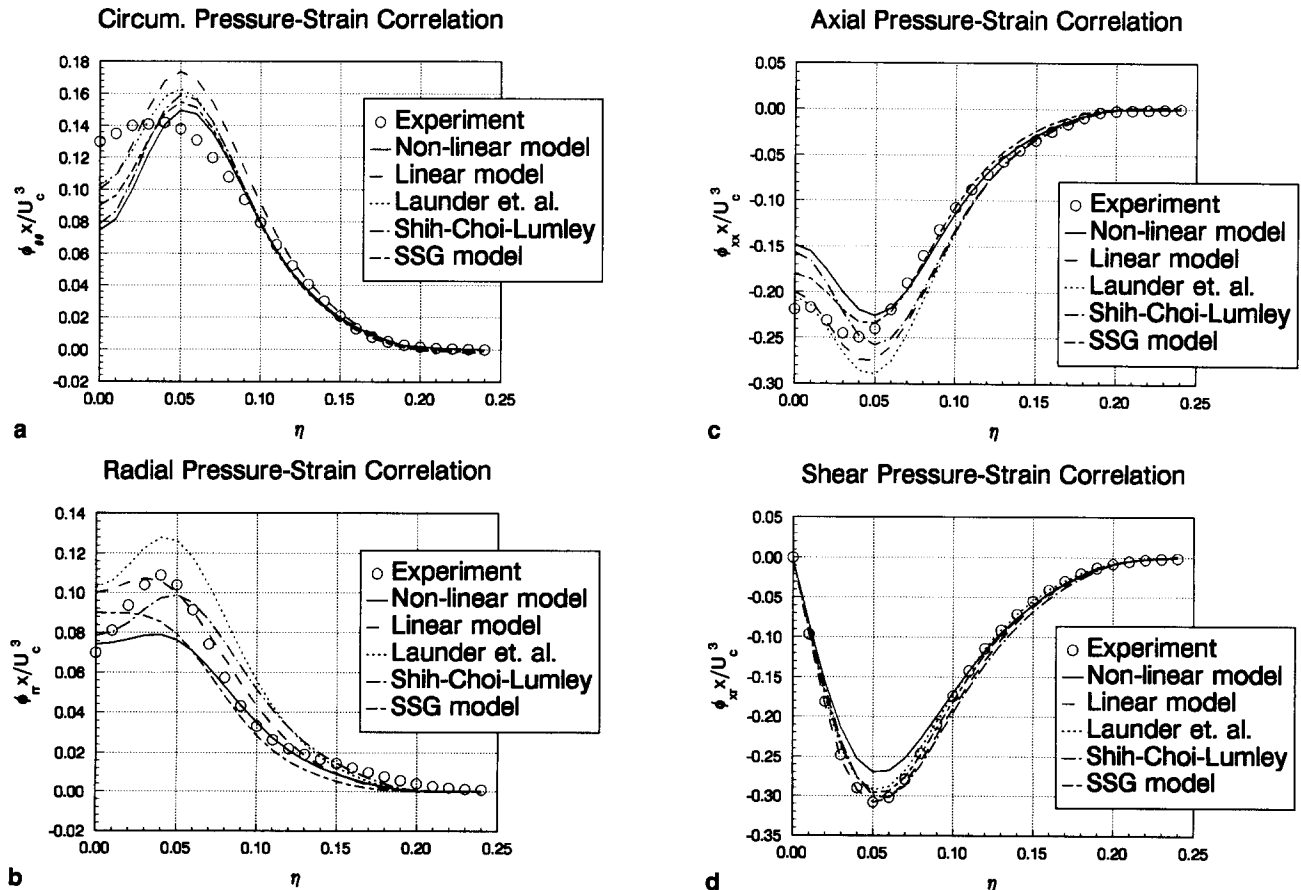 Circum. Pressure-Strain Correlation
0.18
0.16
0.14
0.12
0.10
0.08
0.06
0.04
0.02
0.00
-0.02
ϕθθ x/Uc3
0.00 0.05 0.10 0.15 0.20 0.25
η
Experiment
Non-linear model
Linear model
Launder et. al.
Shih-Choi-Lumley
SSG model
a
Radial Pressure-Strain Correlation
0.14
0.12
0.10
0.08
0.06
0.04
0.02
0.00
-0.02
ϕrr x/Uc3
0.00 0.05 0.10 0.15 0.20 0.25
η
Experiment
Non-linear model
Linear model
Launder et. al.
Shih-Choi-Lumley
SSG model
b
Axial Pressure-Strain Correlation
0.00
-0.05
-0.10
-0.15
-0.20
-0.25
-0.30
ϕxx x/Uc3
0.00 0.05 0.10 0.15 0.20 0.25
η
Experiment
Non-linear model
Linear model
Launder et. al.
Shih-Choi-Lumley
SSG model
c
Shear Pressure-Strain Correlation
0.05
0.00
-0.05
-0.10
-0.15
-0.20
-0.25
-0.30
-0.35
ϕxr x/Uc3
0.00 0.05 0.10 0.15 0.20 0.25
η
Experiment
Non-linear model
Linear model
Launder et. al.
Shih-Choi-Lumley
SSG model
d